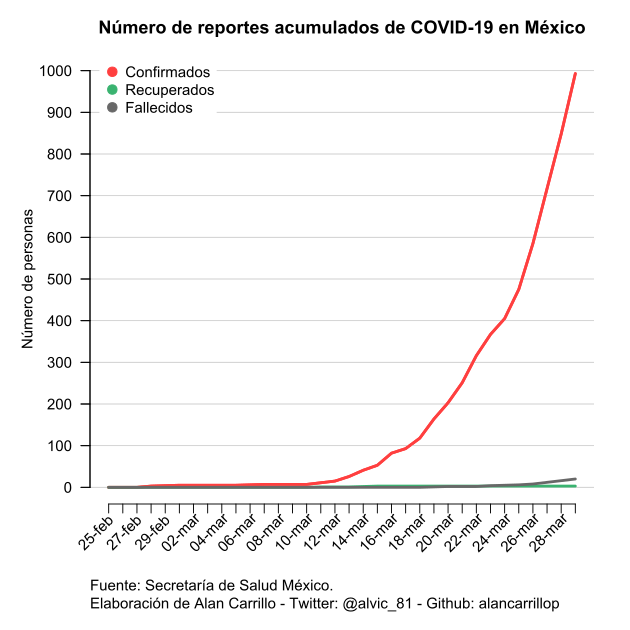 Número de reportes acumulados de COVID-19 en México
Confirmados
Recuperados
Fallecidos
Número de personas
1000
900
800
700
600
500
400
300
200
100
0
25-feb
27-feb
29-feb
02-mar
04-mar
06-mar
08-mar
10-mar
12-mar
14-mar
16-mar
18-mar
20-mar
22-mar
24-mar
26-mar
28-mar
Fuente: Secretaría de Salud México.
Elaboración de Alan Carrillo - Twitter: @alvic_81 - Github: alancarrillop